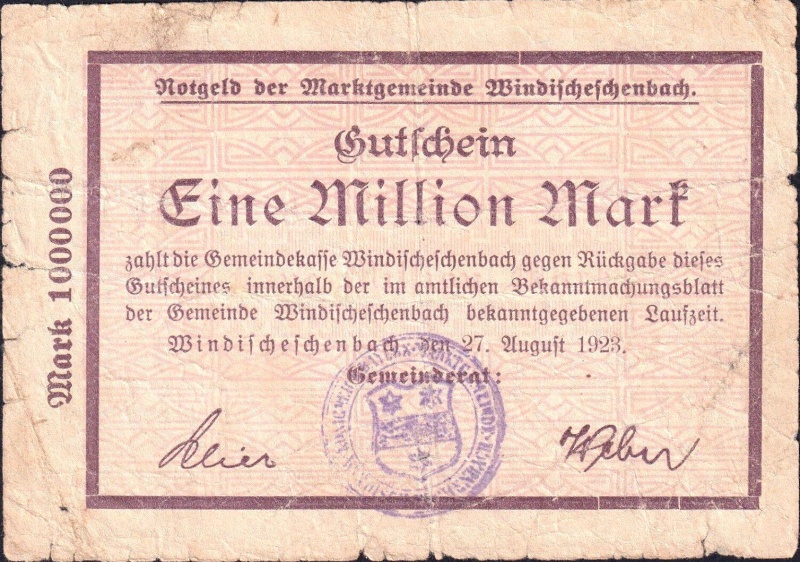 Notgeld der Marktgemeinde Windischeschenbach.
Gutschein
Eine Million Mark
zahlt die Gemeindekasse Windischeschenbach gegen Rückgabe dieses
Gutscheines innerhalb der im amtlichen Bekanntmachungsblatt
der Gemeinde Windischeschenbach bekanntgegebenen Laufzeit.
Windischeschenbach, den 27. August 1923.
Gemeinderat:
Weber
Mark 1000000